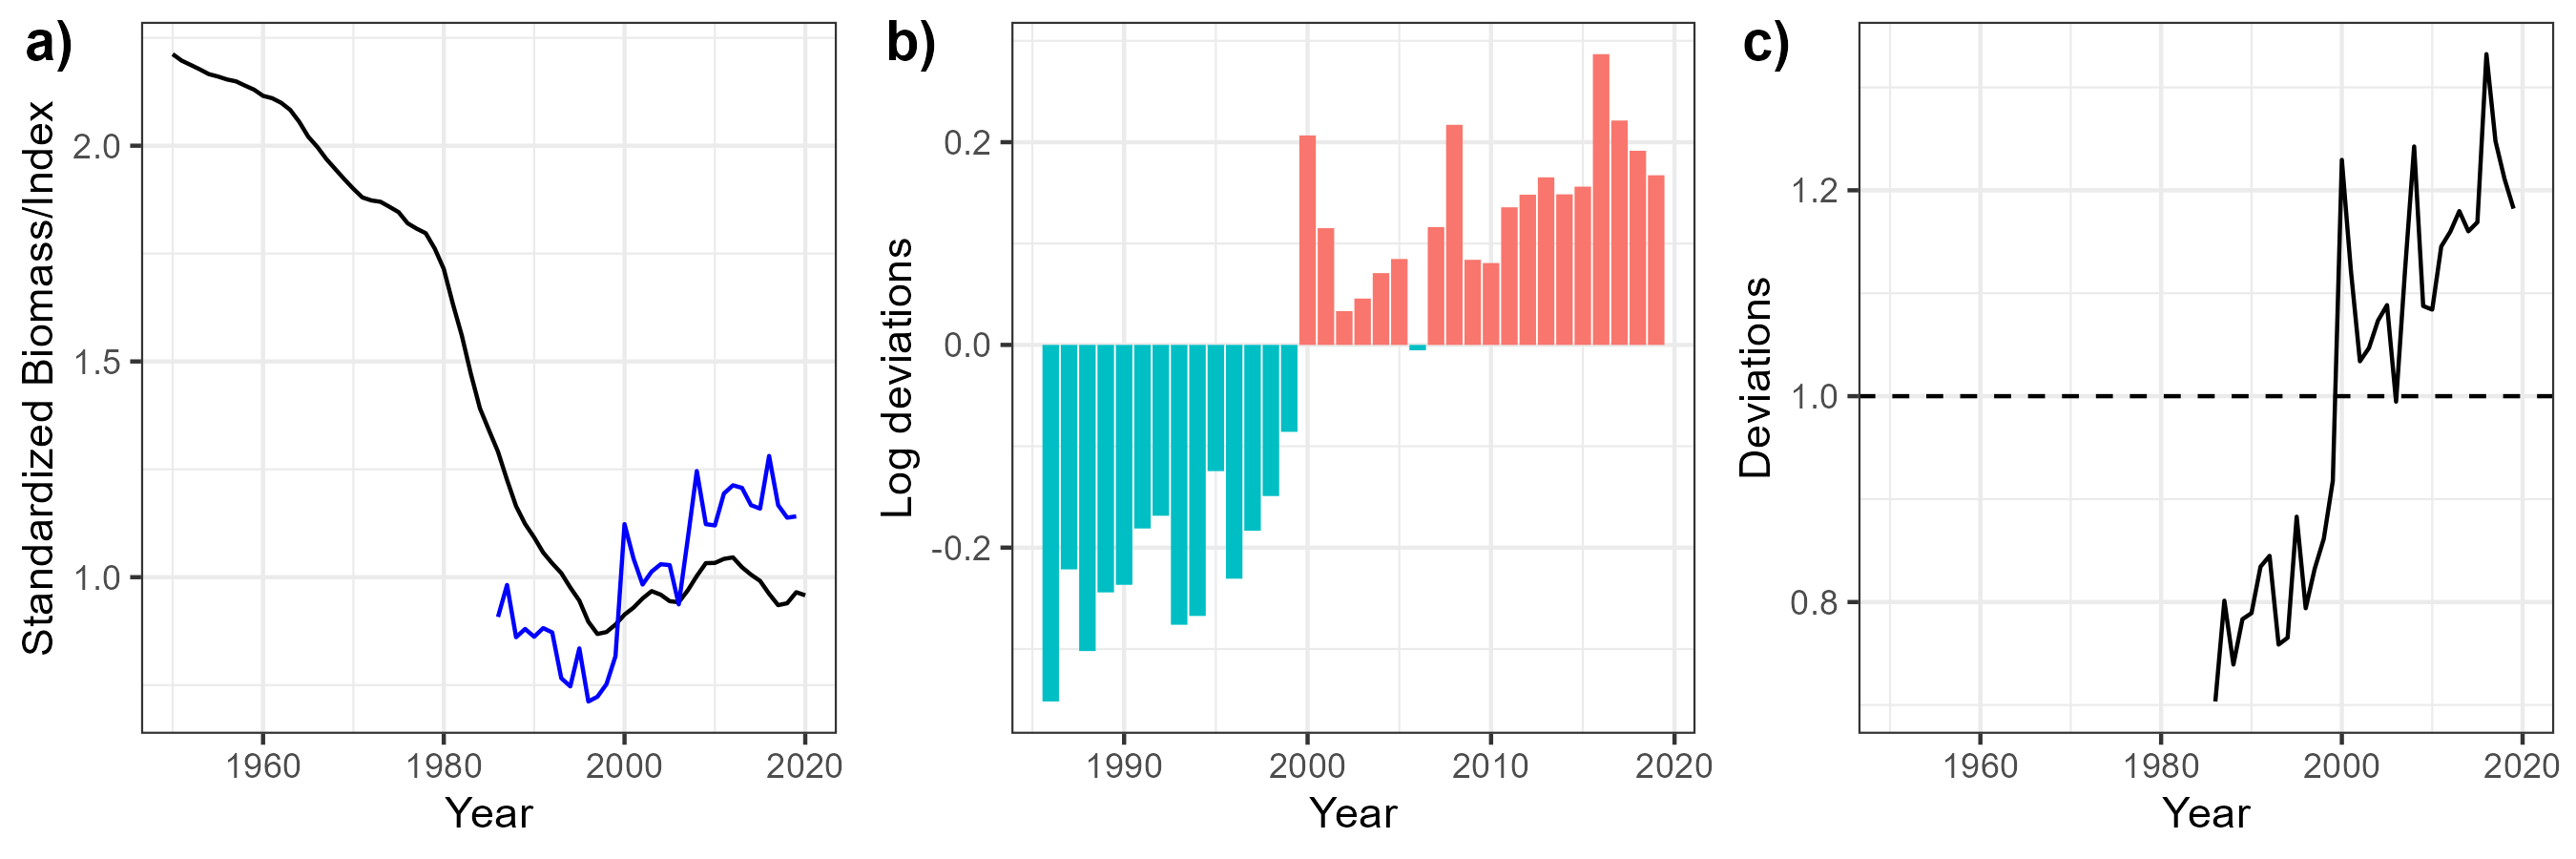 a)
Standardized Biomass/Index
2.0
1.5
1.0
1960 1980 2000 2020
Year
b)
Log deviations
0.2
0.0
-0.2
1990 2000 2010 2020
Year
c)
Deviations
1.2
1.0
0.8
1960 1980 2000 2020
Year